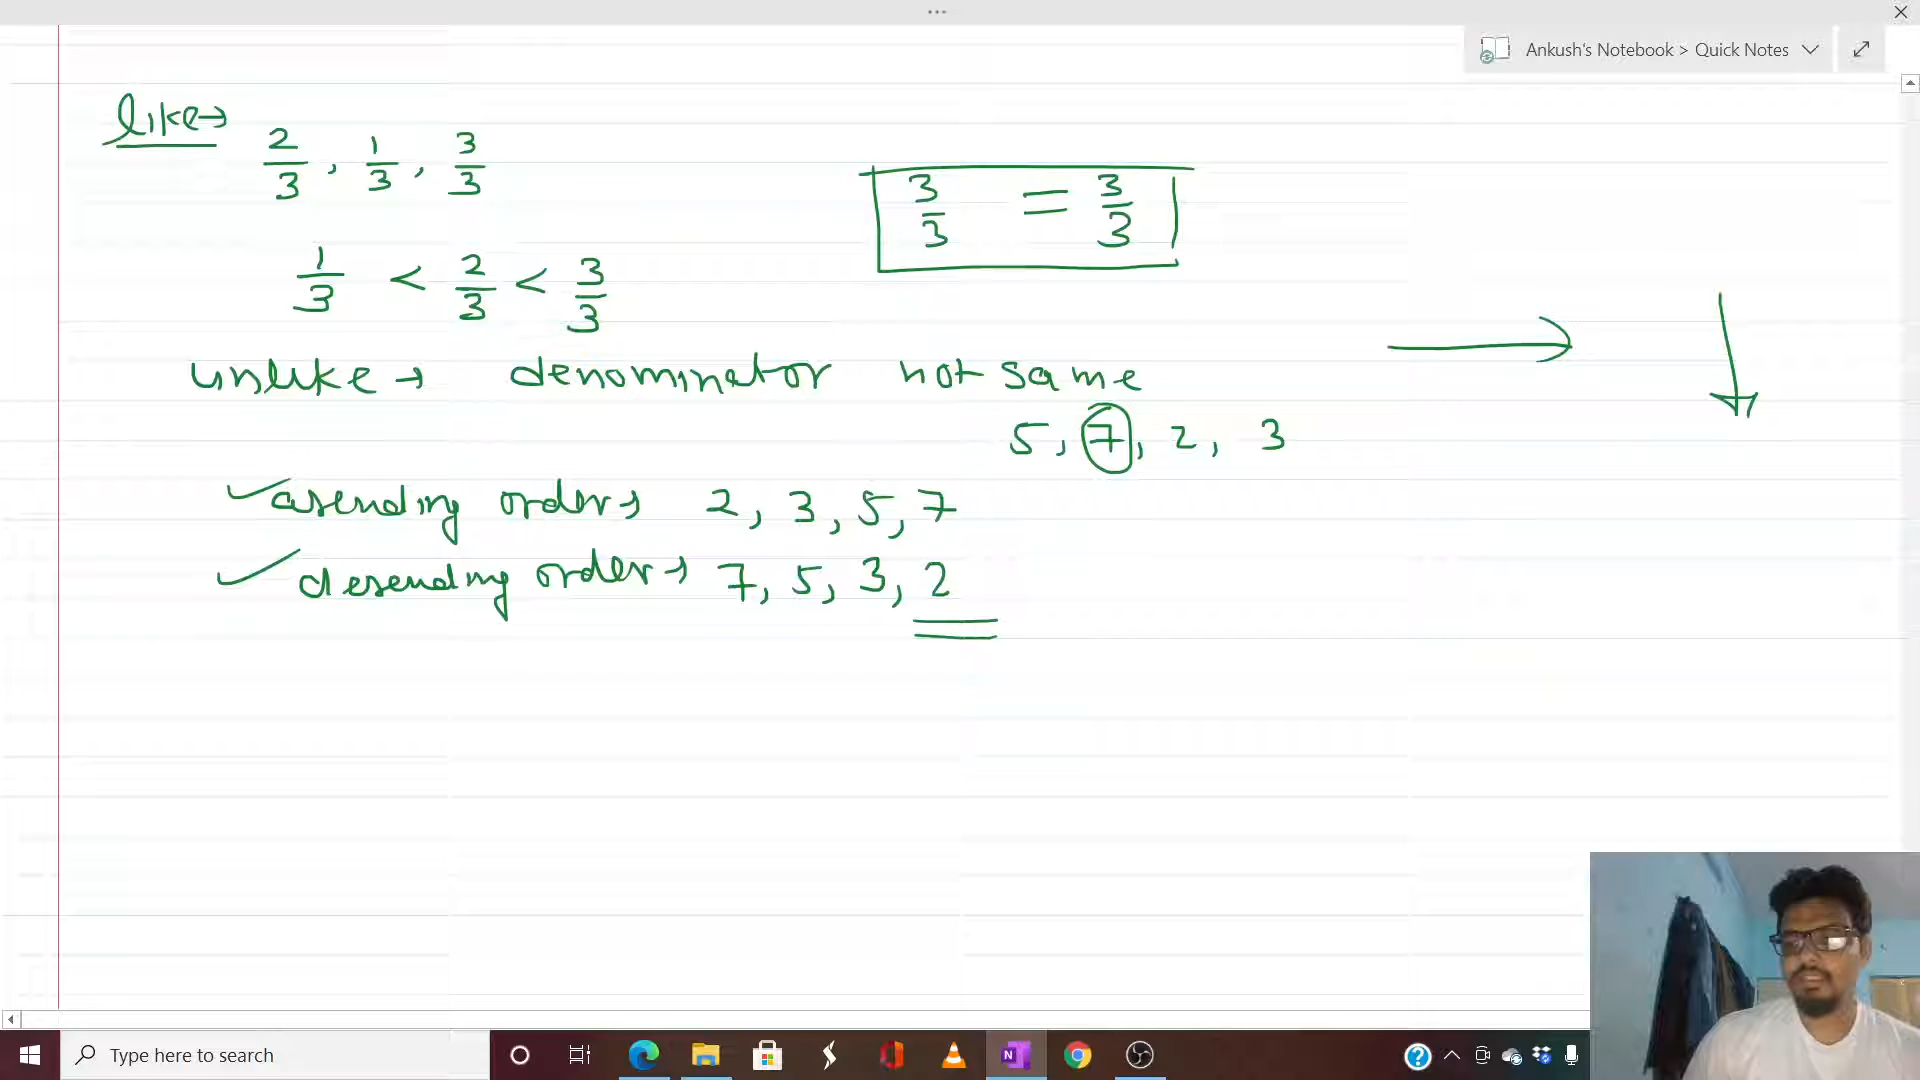 Ankush's Notebook > Quick Notes
like→
2/3, 1/3, 3/3
3/3 = 3/3
1/3 < 2/3 < 3/3
unlike → denominator not same
5, 7, 2, 3
asending order→ 2, 3, 5, 7
desending order→ 7, 5, 3, 2
Type here to search